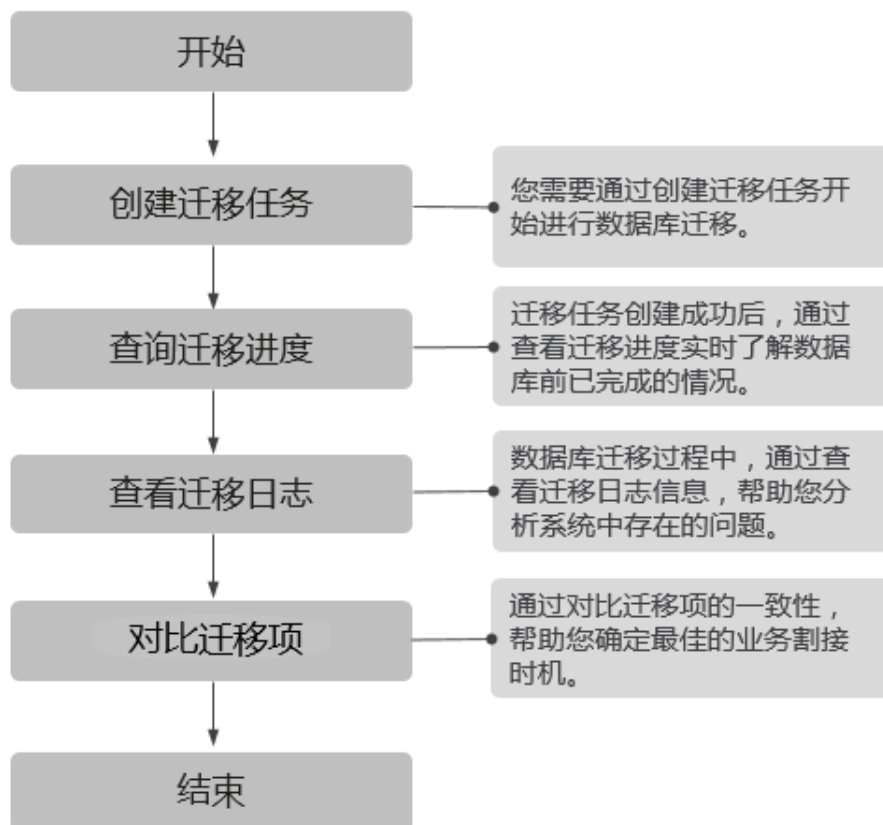 开始
创建迁移任务
您需要通过创建迁移任务开
始进行数据库迁移。
查询迁移进度
迁移任务创建成功后，通过
查看迁移进度实时了解数据
库前已完成的情况。
查看迁移日志
数据库迁移过程中，通过查
看迁移日志信息，帮助您分
析系统中存在的问题。
对比迁移项
通过对比迁移项的一致性，
帮助您确定最佳的业务割接
时机。
结束